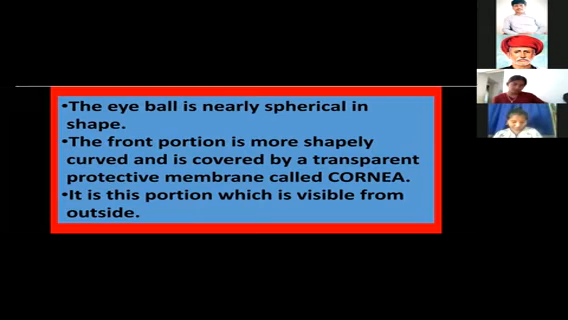 •The eye ball is nearly spherical in
shape.
•The front portion is more shapely
curved and is covered by a transparent
protective membrane called CORNEA.
•It is this portion which is visible from
outside.